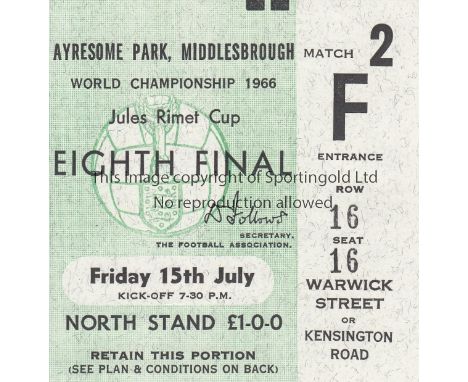 AYRESOME PARK, MIDDLESBROUGH
WORLD CHAMPIONSHIP 1966
Jules Rimet Cup
EIGHTH FINAL
This image copyright of Sportingold Ltd
No reproduction allowed
D Follows
SECRETARY,
THE FOOTBALL ASSOCIATION.
Friday 15th July
KICK-OFF 7-30 P.M.
NORTH STAND £1-0-0
RETAIN THIS PORTION
(SEE PLAN & CONDITIONS ON BACK)
MATCH 2
F
ENTRANCE
ROW
16
SEAT
16
WARWICK
STREET
OR
KENSINGTON
ROAD